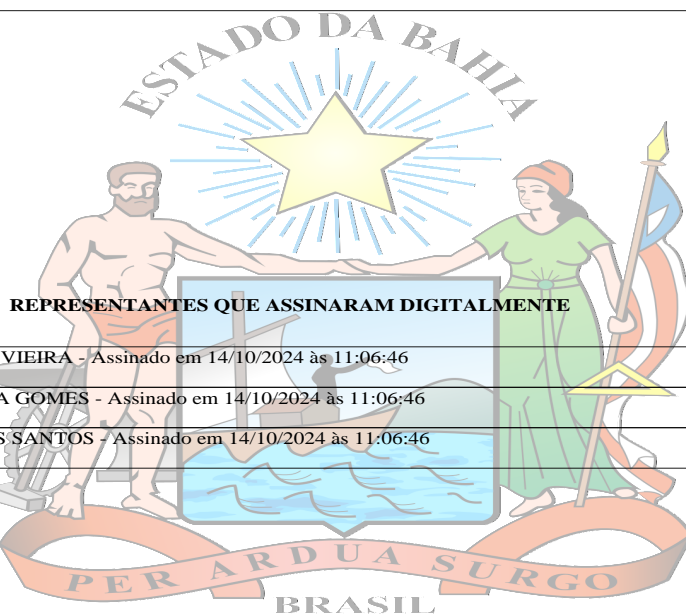 ESTADO DA BAHIA
REPRESENTANTES QUE ASSINARAM DIGITALMENTE
VIEIRA - Assinado em 14/10/2024 às 11:06:46
A GOMES - Assinado em 14/10/2024 às 11:06:46
S SANTOS - Assinado em 14/10/2024 às 11:06:46
PER ARDUA SURGO
BRASIL